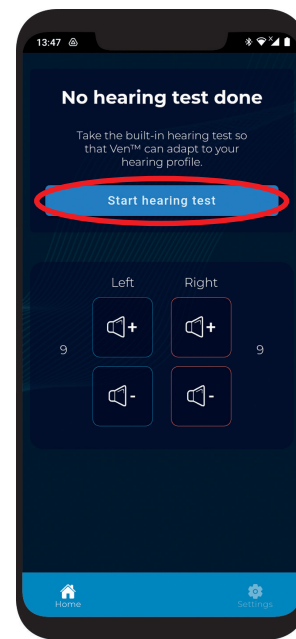 13:47
No hearing test done
Take the built-in hearing test so
that Ven™ can adapt to your
hearing profile.
Start hearing test
Left Right
9 + + 9
- -
Home Settings